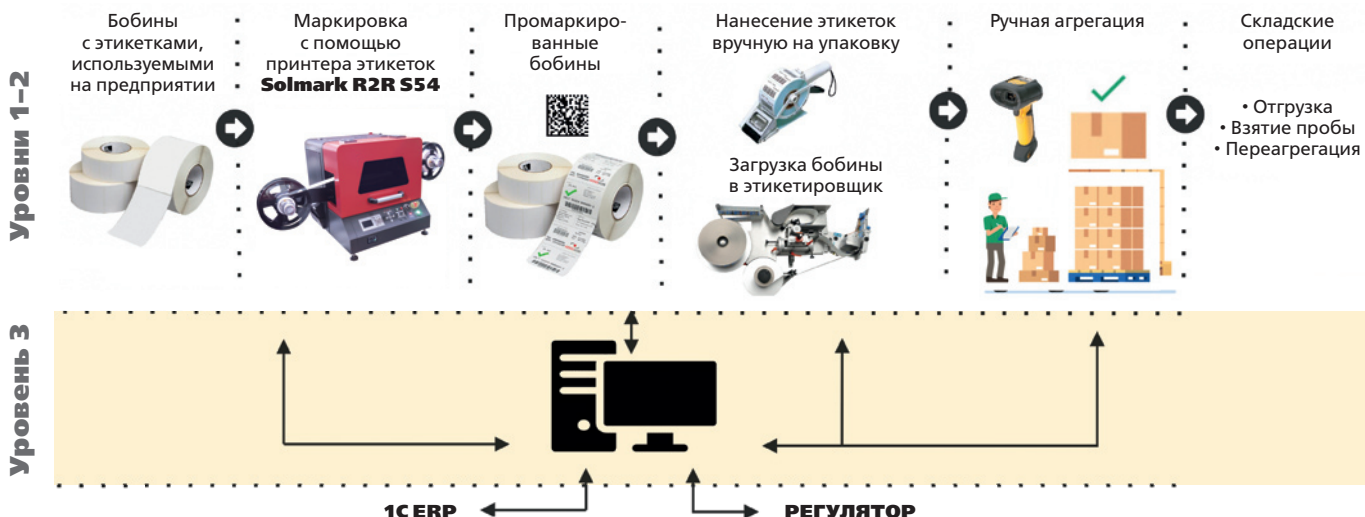 Бобины
с этикетками,
используемыми
на предприятии
Маркировка
с помощью
принтера этикеток
Solmark R2R S54
Промаркиро-
ванные
бобины
Нанесение этикеток
вручную на упаковку
Загрузка бобины
в этикетировщик
Ручная агрегация
Складские
операции
• Отгрузка
• Взятие пробы
• Переагрегация
Уровни 1–2
Уровень 3
1С ERP
РЕГУЛЯТОР